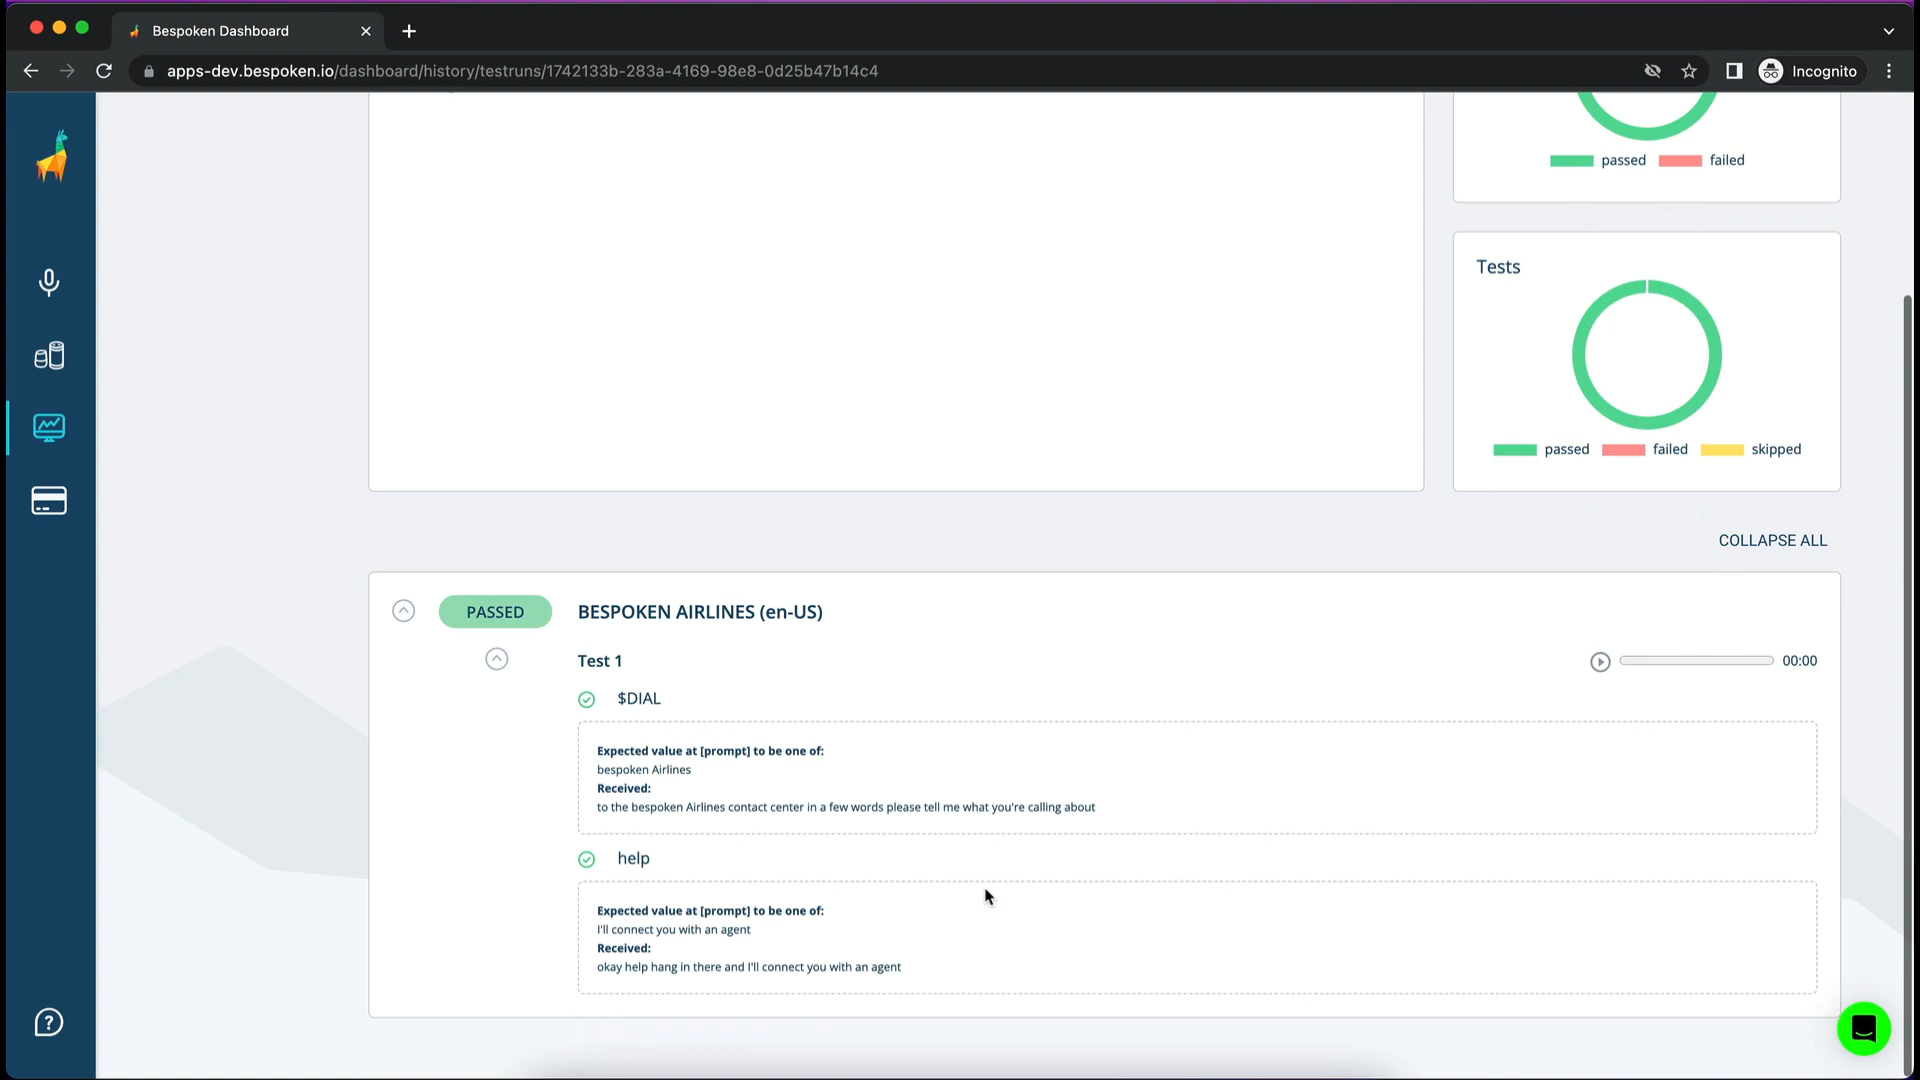 Bespoken Dashboard
apps-dev.bespoken.io/dashboard/history/testruns/1742133b-283a-4169-98e8-0d25b47b14c4
Incognito
passed failed
Tests
passed failed skipped
COLLAPSE ALL
PASSED BESPOKEN AIRLINES (en-US)
Test 1 00:00
$DIAL
Expected value at [prompt] to be one of:
bespoken Airlines
Received:
to the bespoken Airlines contact center in a few words please tell me what you're calling about
help
Expected value at [prompt] to be one of:
I'll connect you with an agent
Received:
okay help hang in there and I'll connect you with an agent